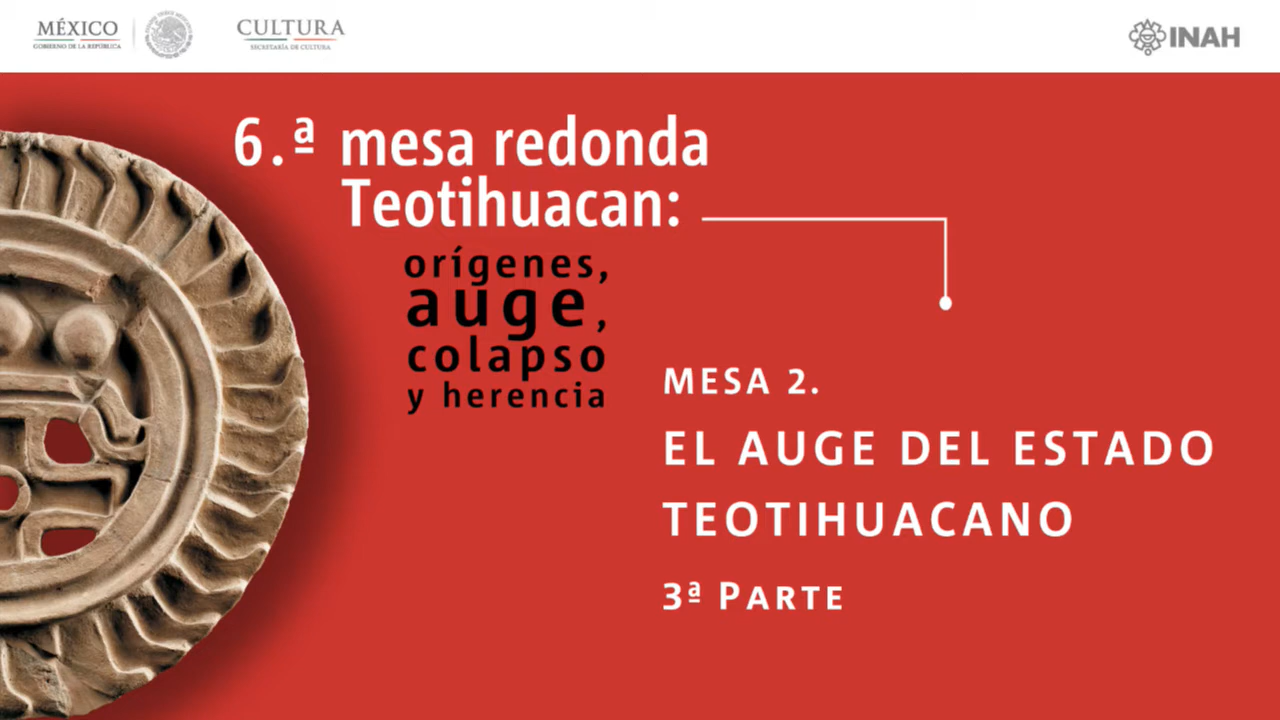 MÉXICO
GOBIERNO DE LA REPÚBLICA
CULTURA
SECRETARÍA DE CULTURA
INAH
6.ª mesa redonda
Teotihuacan:
orígenes,
auge,
colapso
y herencia
MESA 2.
EL AUGE DEL ESTADO
TEOTIHUACANO
3ª PARTE